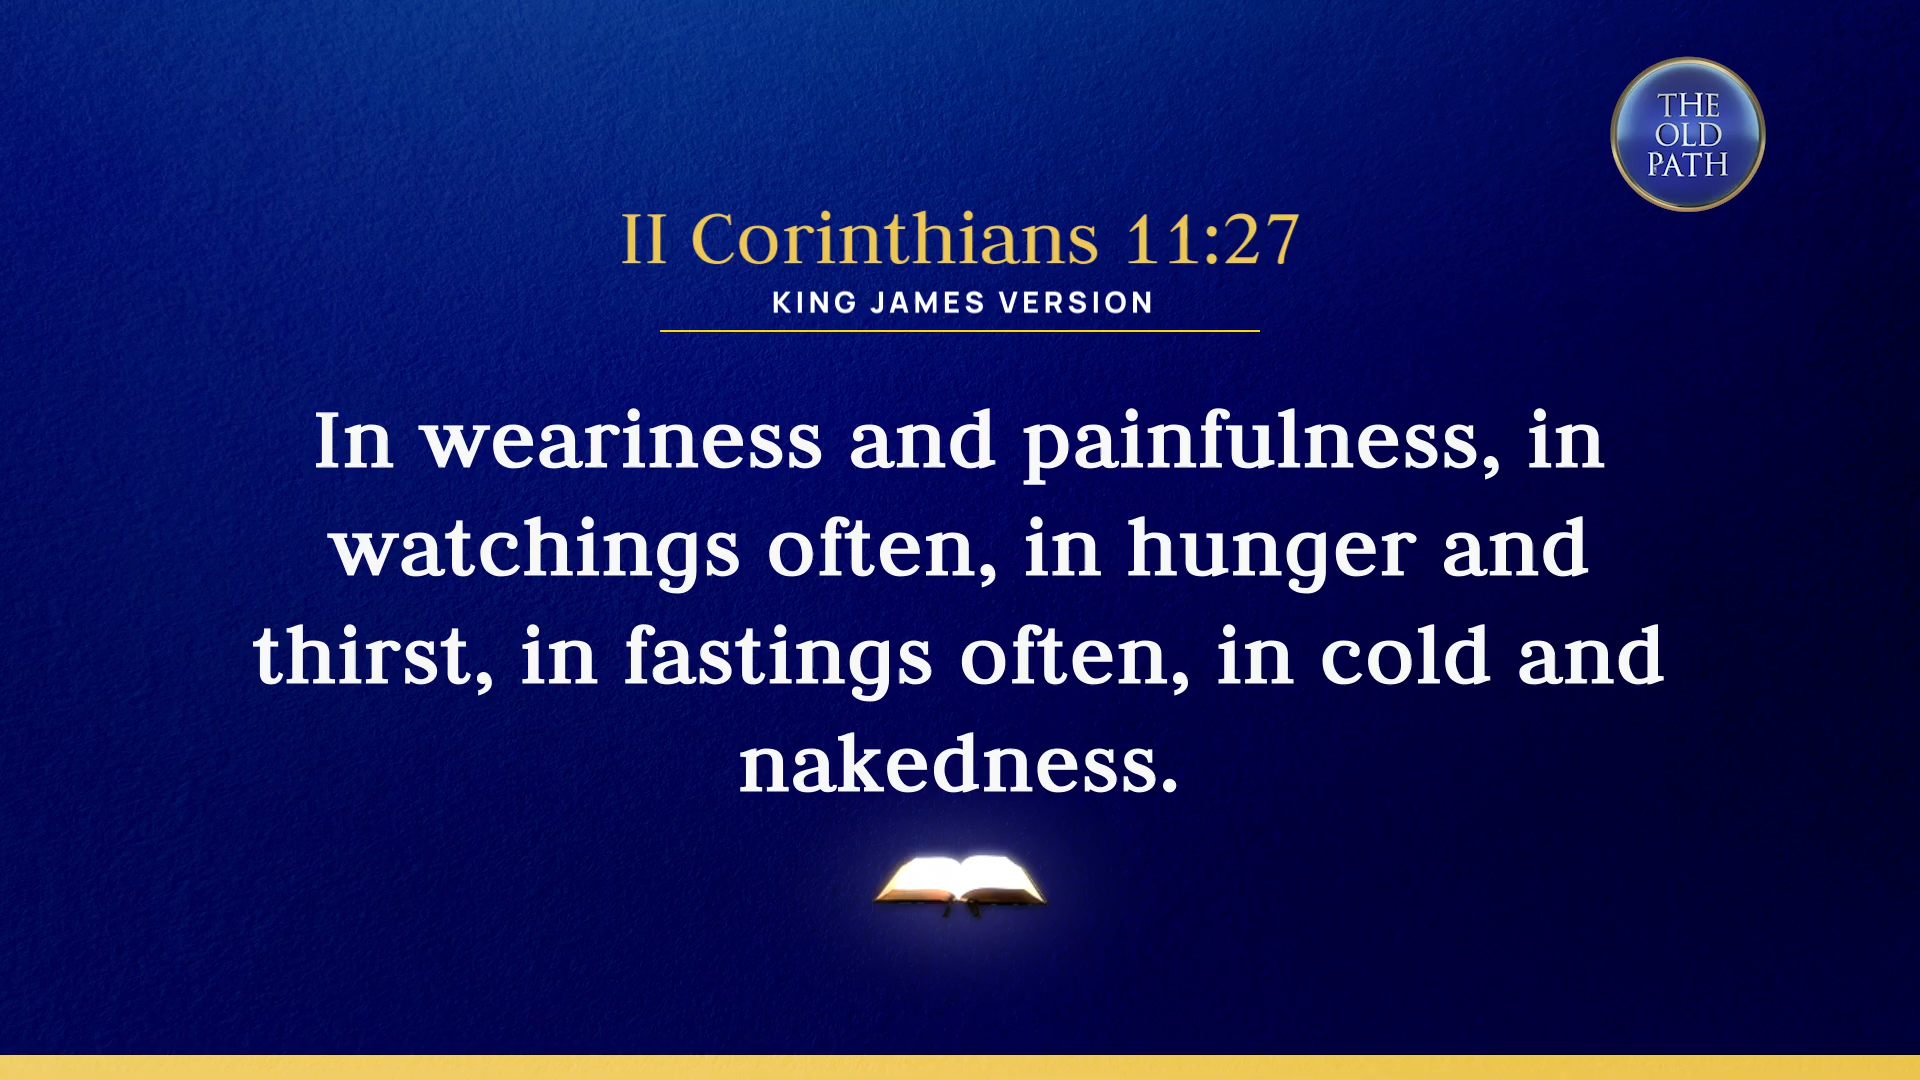 THE
OLD
PATH
II Corinthians 11:27
KING JAMES VERSION
In weariness and painfulness, in
watchings often, in hunger and
thirst, in fastings often, in cold and
nakedness.